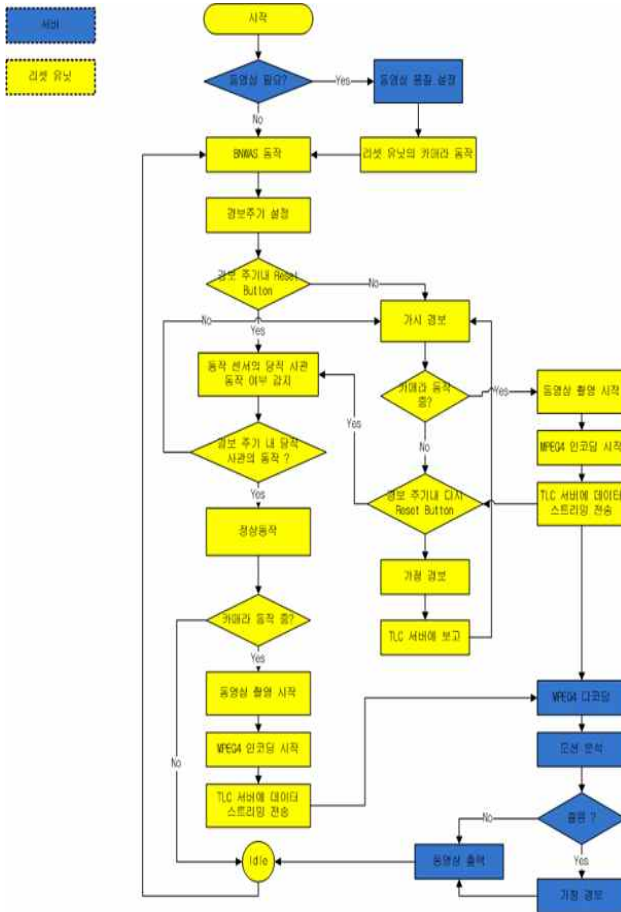 서버
리셋 유닛
시작
동영상 필요?
Yes
동영상 품질 설정
No
BNWAS 동작
리셋 유닛의 카메라 동작
경보주기 설정
경보 주기내 Reset
Button
No
Yes
No
가시 경보
동작 센서의 당직 사관
동작 여부 감지
카메라 동작
중?
Yes
동영상 촬영 시작
Yes
No
MPEG4 인코딩 시작
경보 주기 내 당직
사관의 동작 ?
경보 주기내 다시
Reset Button
TLC 서버에 데이터
스트리밍 전송
Yes
정상동작
가청 경보
카메라 동작 중?
TLC 서버에 보고
Yes
동영상 촬영 시작
MPEG4 디코딩
MPEG4 인코딩 시작
모션 분석
No
TLC 서버에 데이터
스트리밍 전송
No
Yes
Idle
동영상 출력
가청 경보